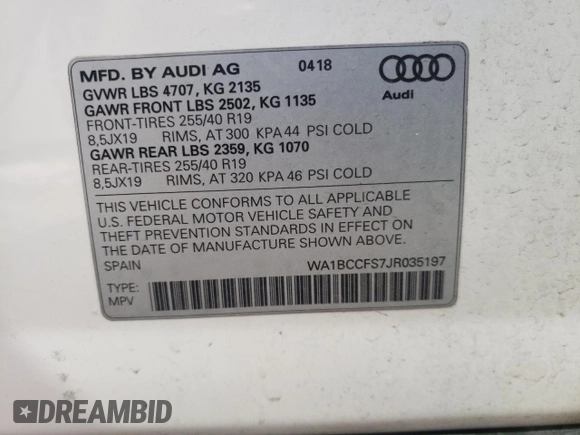 MFD. BY AUDI AG 0418
GVWR LBS 4707, KG 2135
GAWR FRONT LBS 2502, KG 1135
FRONT-TIRES 255/40 R19
8,5JX19 RIMS, AT 300 KPA 44 PSI COLD
GAWR REAR LBS 2359, KG 1070
REAR-TIRES 255/40 R19
8,5JX19 RIMS, AT 320 KPA 46 PSI COLD
Audi
THIS VEHICLE CONFORMS TO ALL APPLICABLE
U.S. FEDERAL MOTOR VEHICLE SAFETY AND
THEFT PREVENTION STANDARDS IN EFFECT ON
THE DATE OF MANUFACTURE SHOWN ABOVE.
SPAIN WA1BCCFS7JR035197
TYPE:
MPV
DREAMBID